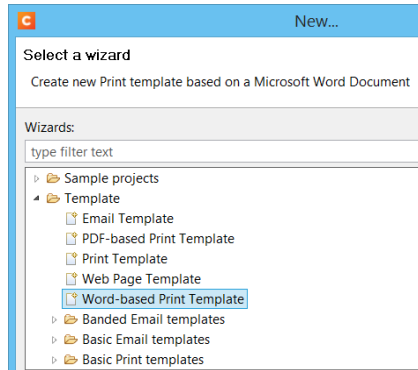 C
New...
Select a wizard
Create new Print template based on a Microsoft Word Document
Wizards:
type filter text
Sample projects
Template
Email Template
PDF-based Print Template
Print Template
Web Page Template
Word-based Print Template
Banded Email templates
Basic Email templates
Basic Print templates